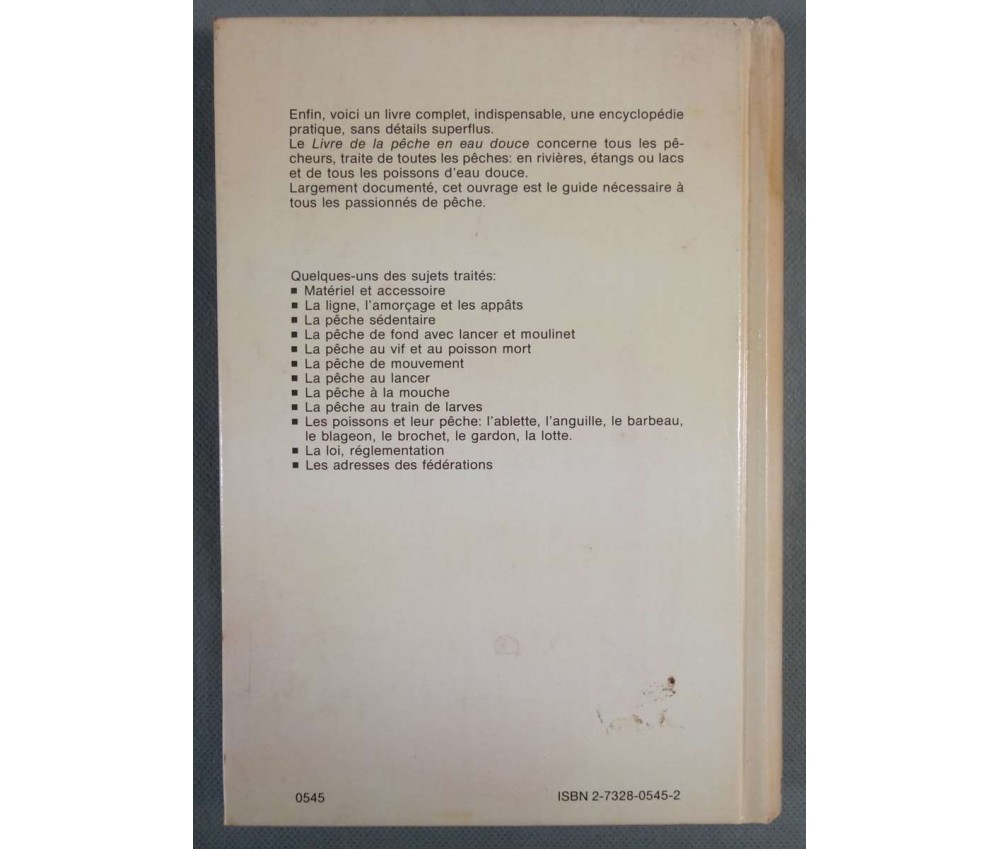 Enfin, voici un livre complet, indispensable, une encyclopédie
pratique, sans détails superflus.
Le Livre de la pêche en eau douce concerne tous les pê-
cheurs, traite de toutes les pêches: en rivières, étangs ou lacs
et de tous les poissons d'eau douce.
Largement documenté, cet ouvrage est le guide nécessaire à
tous les passionnés de pêche.
Quelques-uns des sujets traités:
■ Matériel et accessoire
■ La ligne, l'amorçage et les appâts
■ La pêche sédentaire
■ La pêche de fond avec lancer et moulinet
■ La pêche au vif et au poisson mort
■ La pêche de mouvement
■ La pêche au lancer
■ La pêche à la mouche
■ La pêche au train de larves
■ Les poissons et leur pêche: l'ablette, l'anguille, le barbeau,
le blageon, le brochet, le gardon, la lotte.
■ La loi, réglementation
■ Les adresses des fédérations
0545 ISBN 2-7328-0545-2